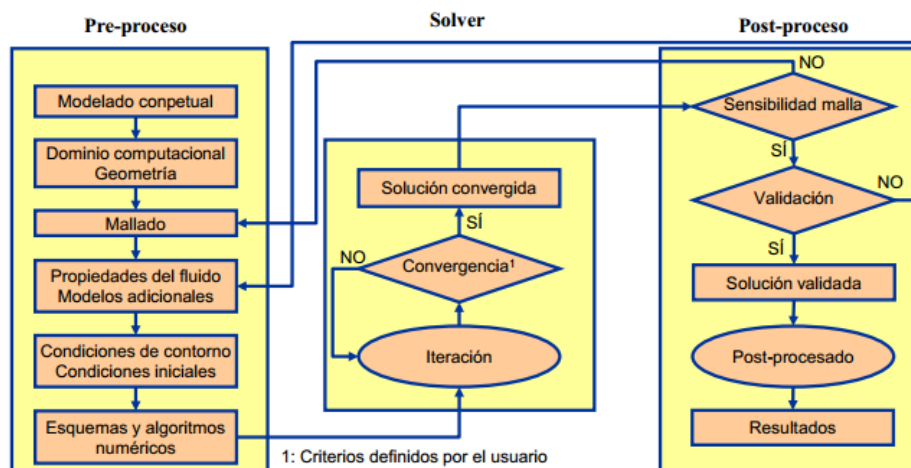 Pre-proceso
Solver
Post-proceso
Modelado conpetual
Dominio computacional
Geometría
Mallado
Propiedades del fluido
Modelos adicionales
Condiciones de contorno
Condiciones iniciales
Esquemas y algoritmos
numéricos
Solución convergida
SÍ
NO
Convergencia¹
Iteración
1: Criterios definidos por el usuario
NO
Sensibilidad malla
SÍ
Validación
NO
SÍ
Solución validada
Post-procesado
Resultados